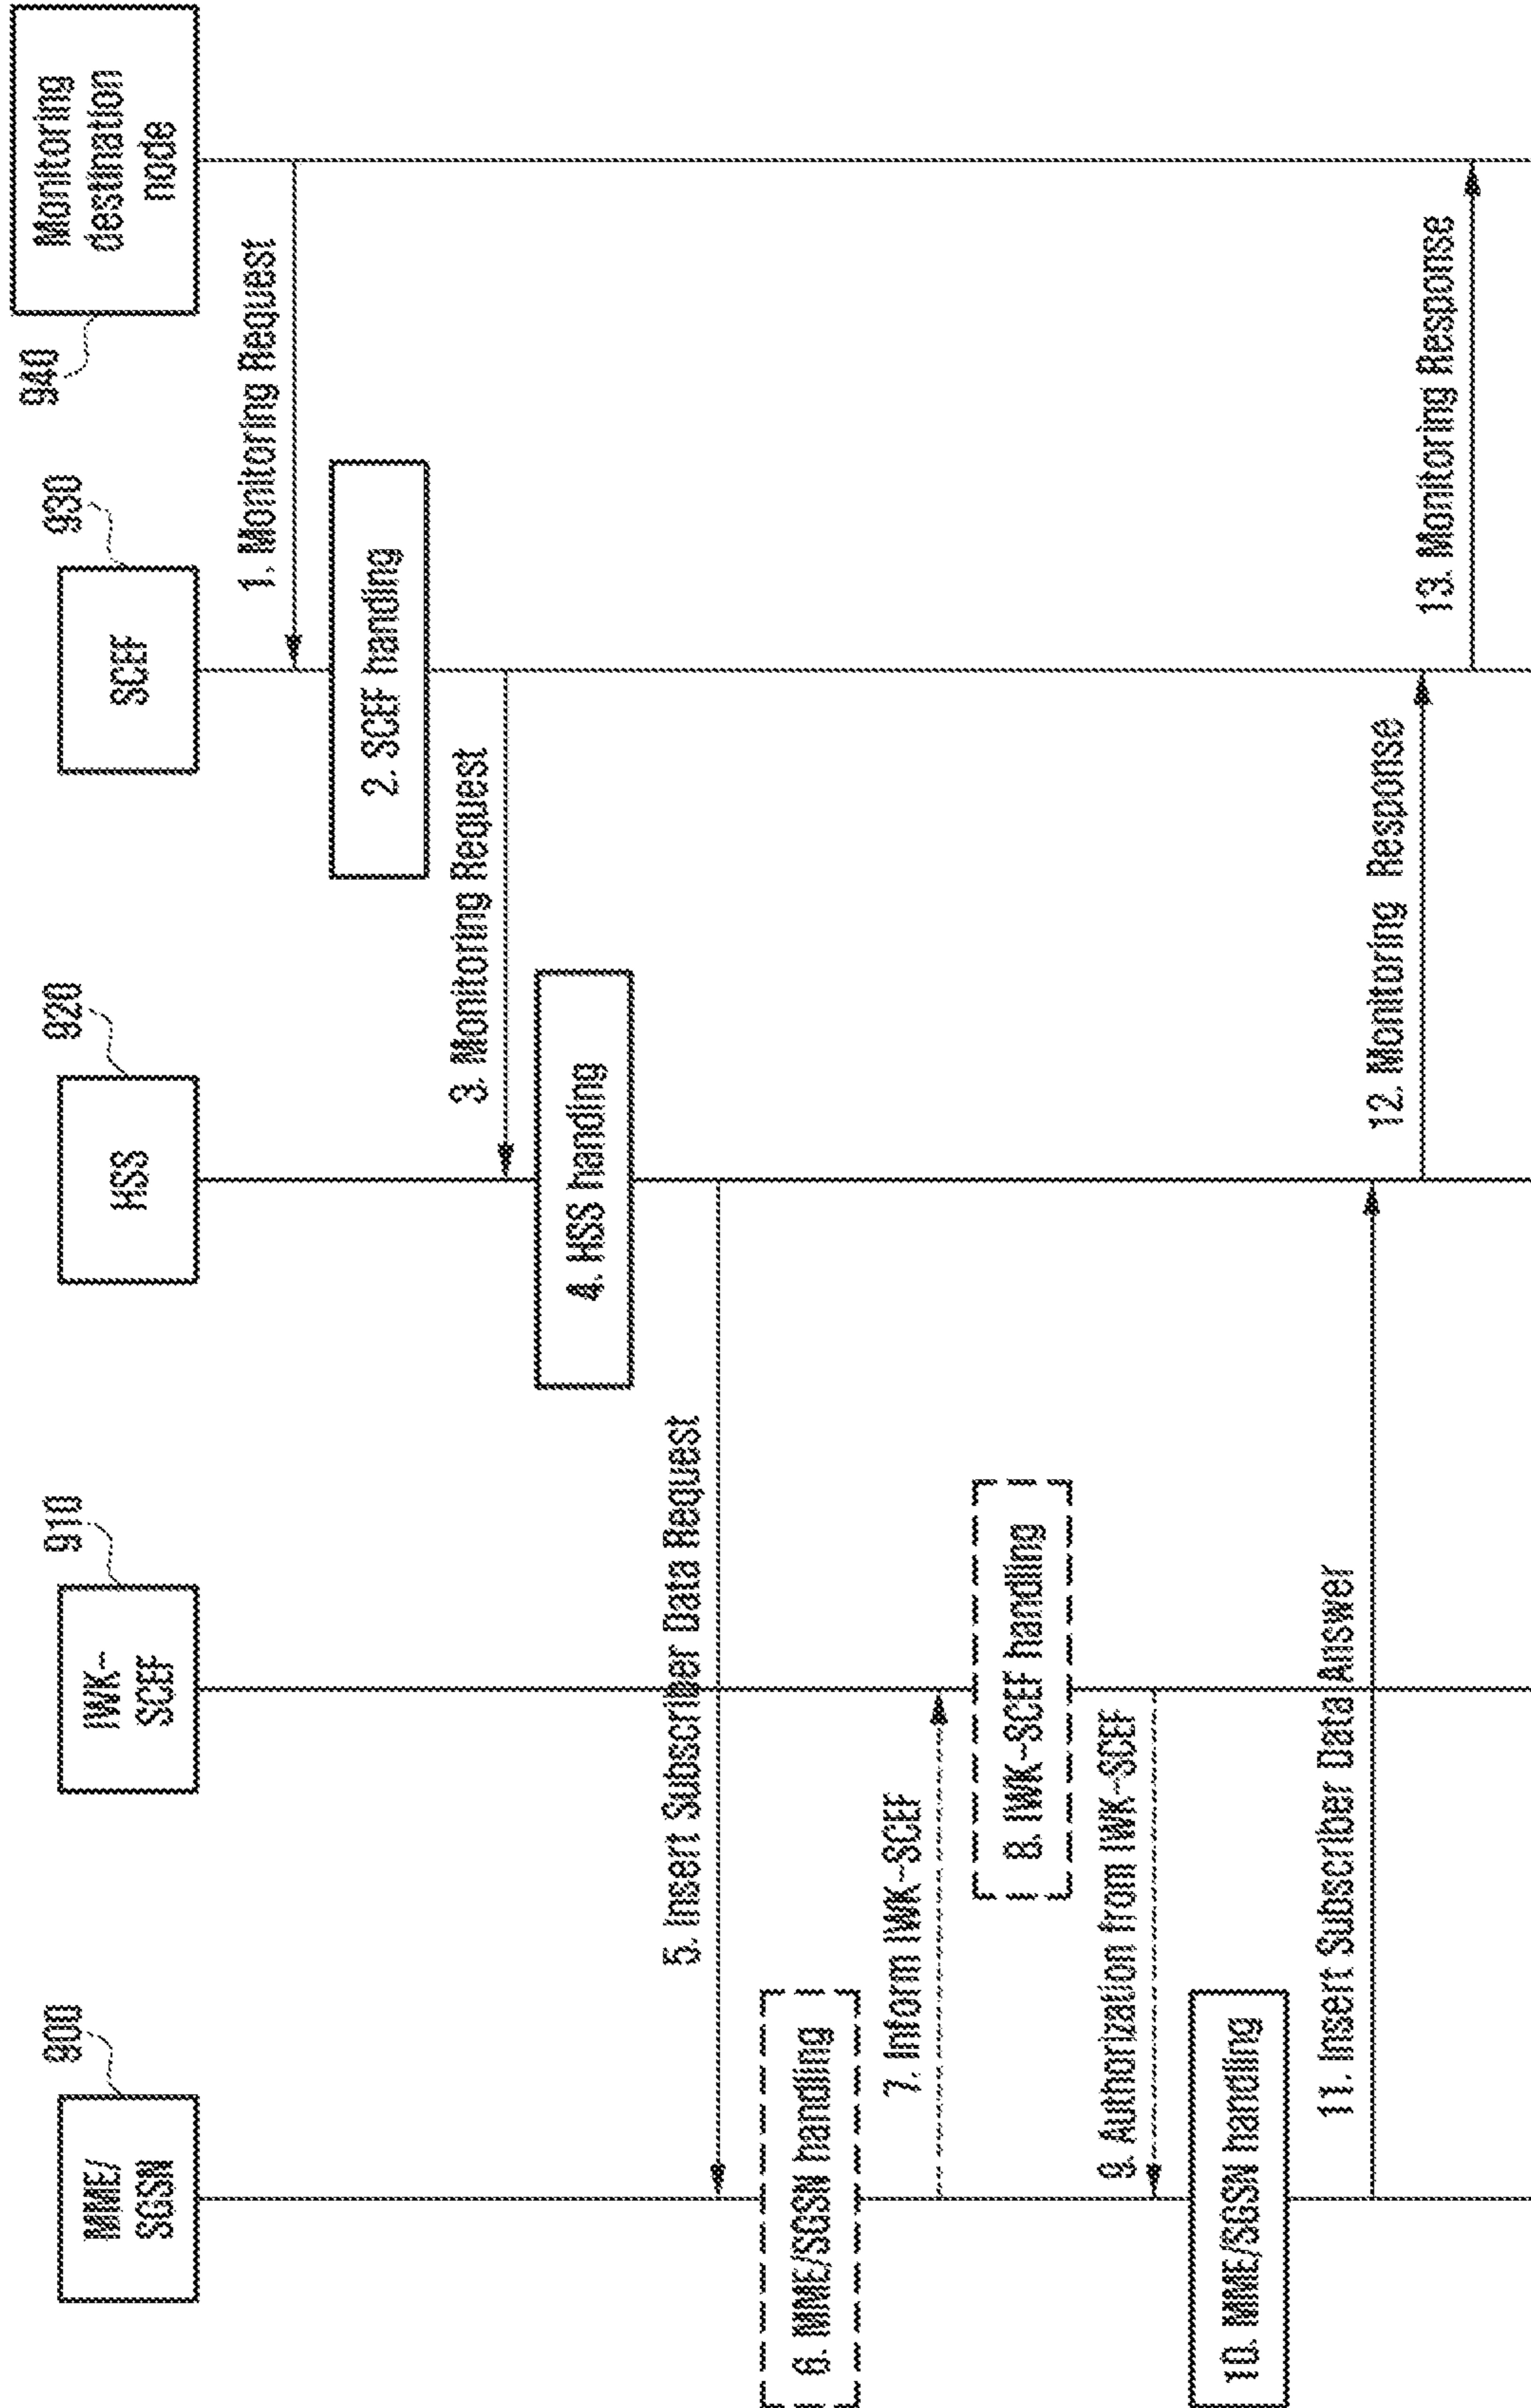 900
MME/
SGSN
910
IWK-
SCEF
920
HSS
930
SCEF
940
Monitoring
destination
node
1. Monitoring Request
2. SCEF handing
3. Monitoring Request
4. HSS handing
5. Insert Subscriber Data Request
6. MME/SGSN handling
7. Inform IWK-SCEF
8. IWK-SCEF handling
9. Authorization from IWK-SCEF
10. MME/SGSN handling
11. Insert Subscriber Data Answer
12. Monitoring Response
13. Monitoring Response